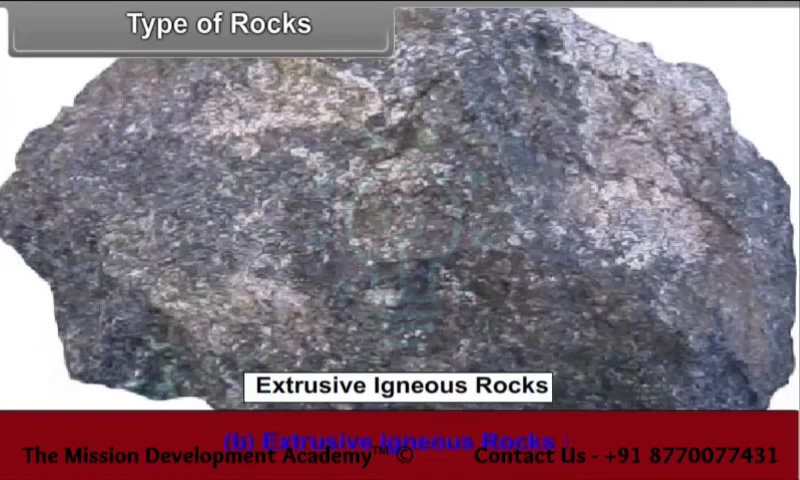 Type of Rocks
Extrusive Igneous Rocks
(b) Extrusive Igneous Rocks :
The Mission Development Academy™ © Contact Us - +91 8770077431